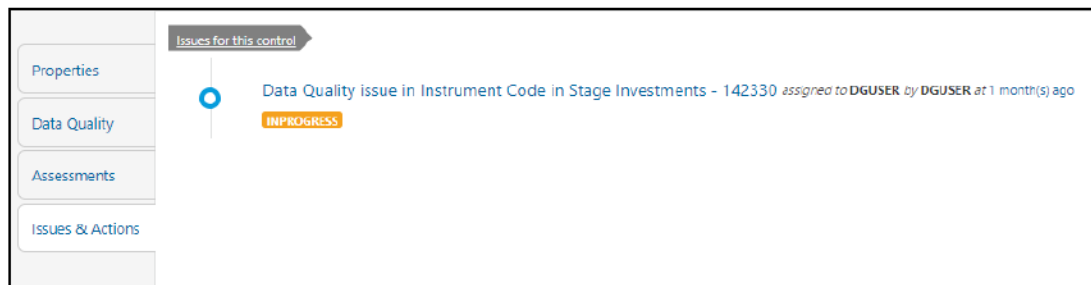 Issues for this control
Properties
Data Quality issue in Instrument Code in Stage Investments - 142330 assigned to DGUSER by DGUSER at 1 month(s) ago
INPROGRESS
Data Quality
Assessments
Issues & Actions